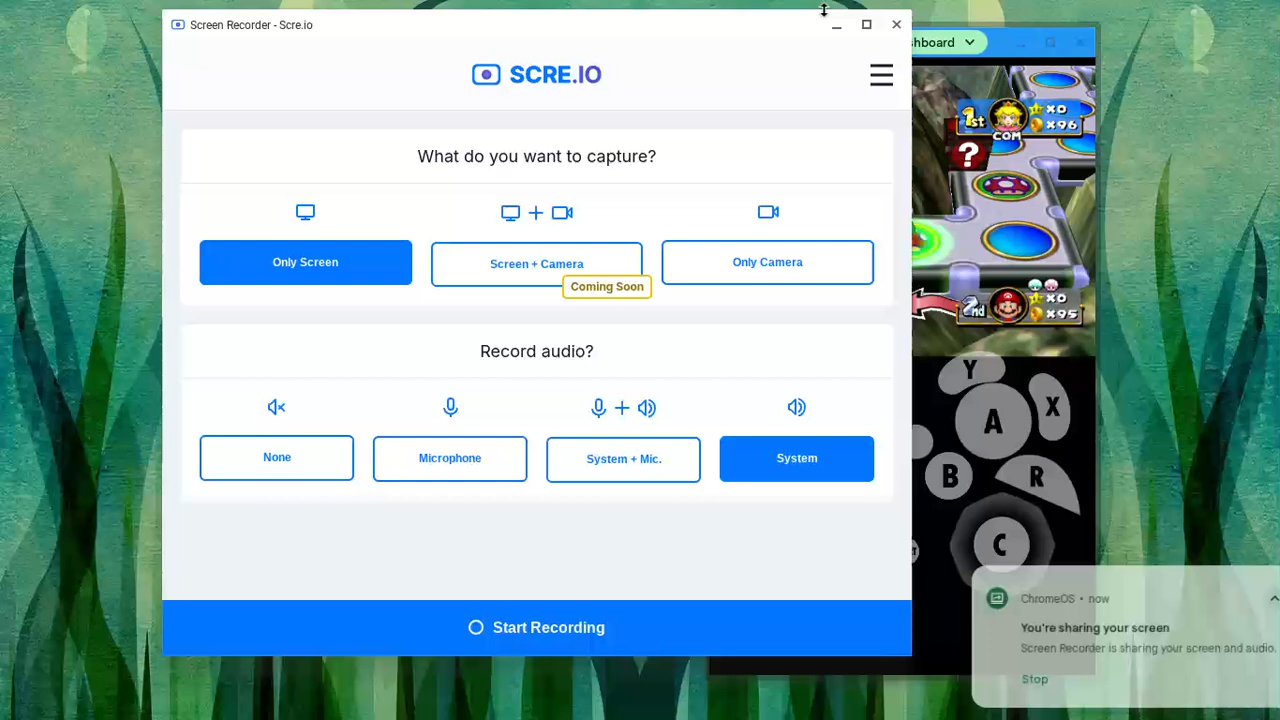 Screen Recorder - Scre.io
SCRE.IO
What do you want to capture?
Only Screen
Screen + Camera
Only Camera
Coming Soon
Record audio?
None
Microphone
System + Mic.
System
Start Recording
hboard
1st
×0
×96
COM
?
2nd
×0
×95
Y
X
A
B
R
C
ChromeOS • now
You're sharing your screen
Screen Recorder is sharing your screen and audio.
Stop